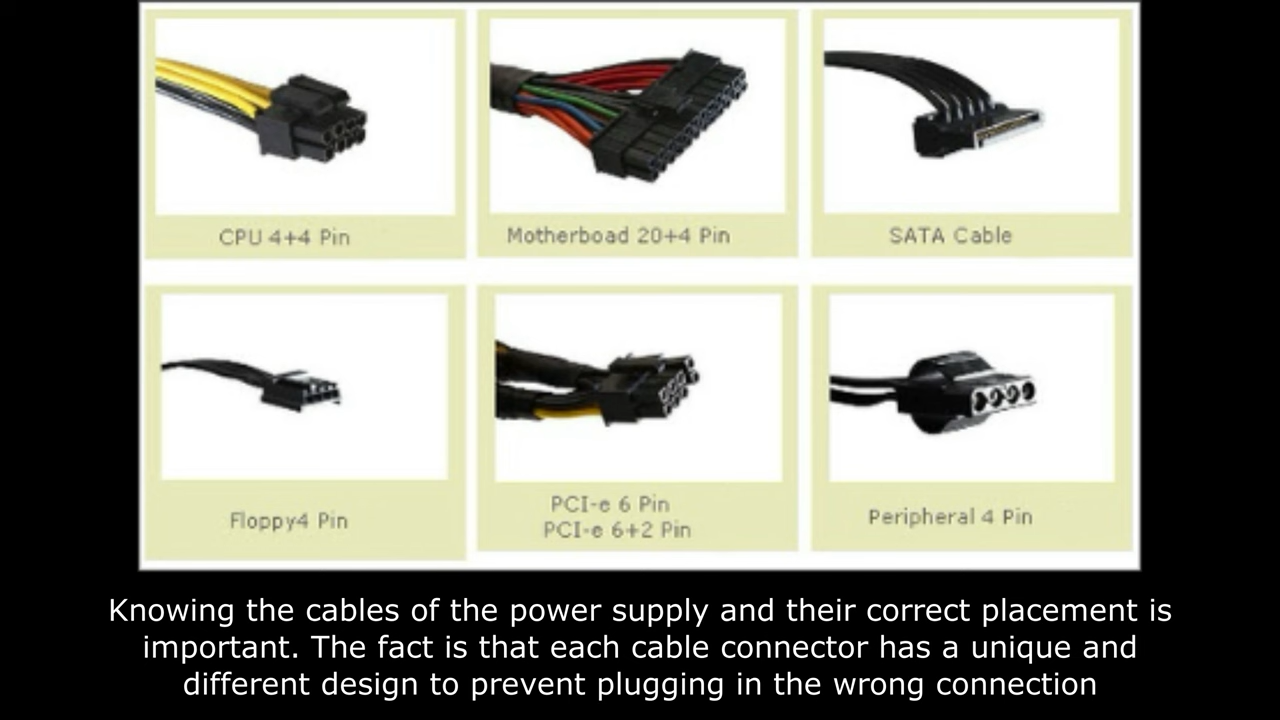 CPU 4+4 Pin
Motherboad 20+4 Pin
SATA Cable
Floppy4 Pin
PCI-e 6 Pin
PCI-e 6+2 Pin
Peripheral 4 Pin
Knowing the cables of the power supply and their correct placement is
important. The fact is that each cable connector has a unique and
different design to prevent plugging in the wrong connection